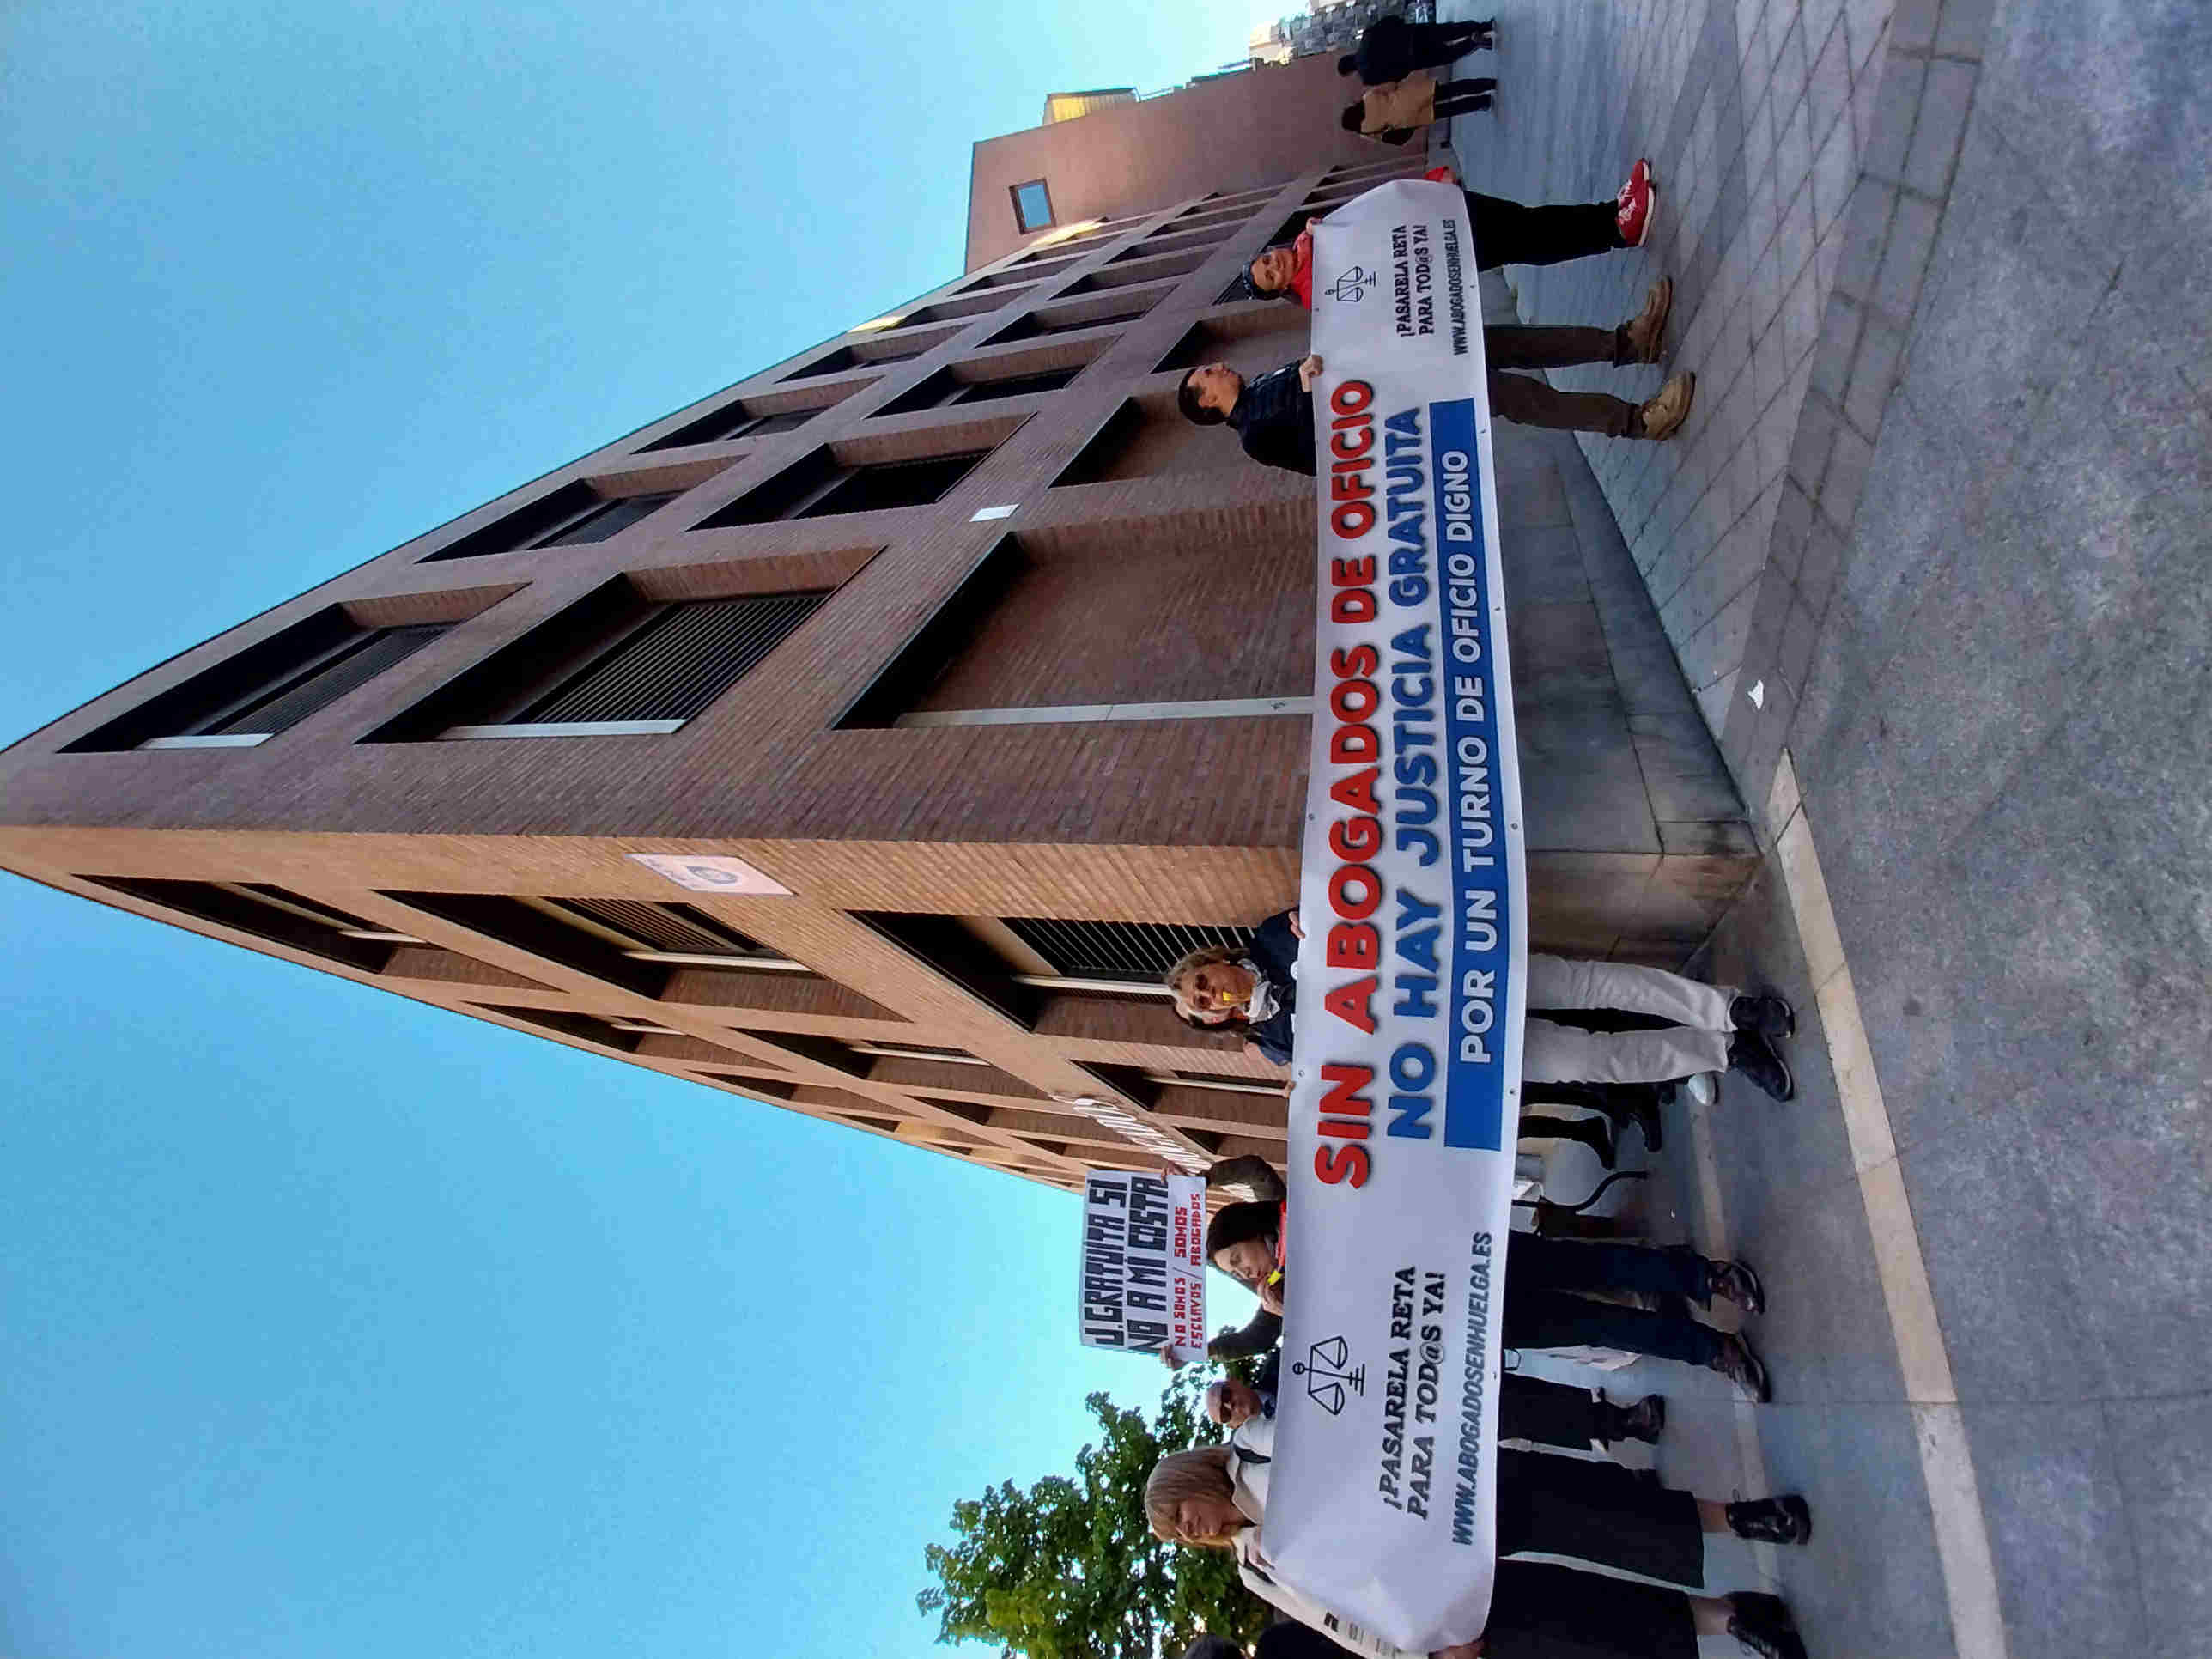 J.GRATUITA SI
NO A MI COSTA
NO SOMOS / SOMOS
ESCLAVOS / ABOGADOS
¡PASARELA RETA
PARA TOD@S YA!
WWW.ABOGADOSENHUELGA.ES
SIN ABOGADOS DE OFICIO
NO HAY JUSTICIA GRATUITA
POR UN TURNO DE OFICIO DIGNO
¡PASARELA RETA
PARA TOD@S YA!
WWW.ABOGADOSENHUELGA.ES